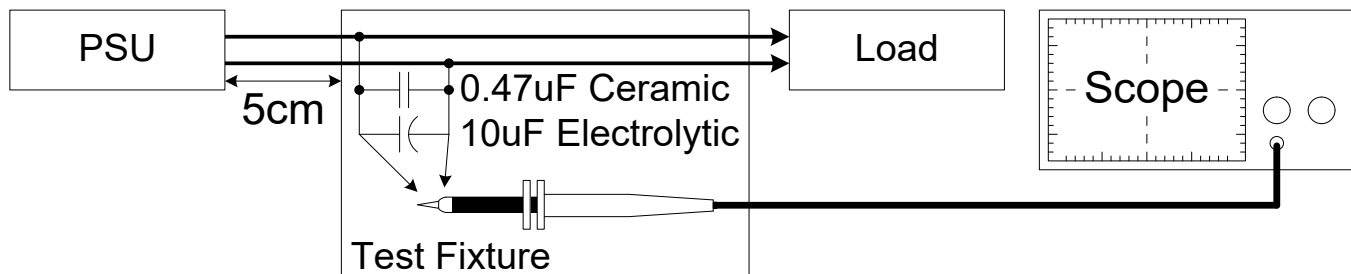 PSU
5cm
0.47uF Ceramic
10uF Electrolytic
Test Fixture
Load
Scope